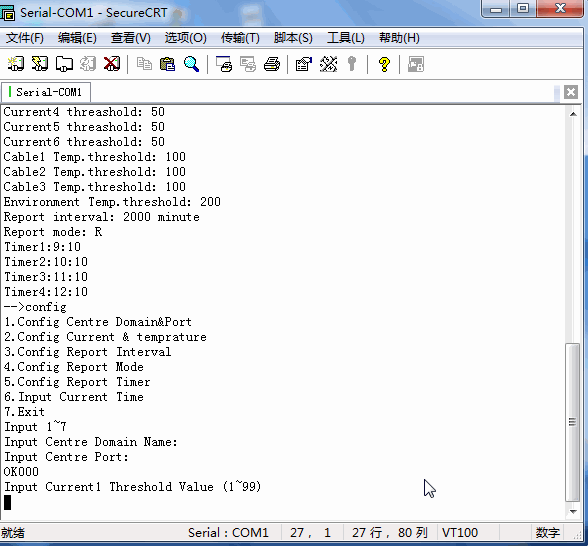 Serial-COM1 - SecureCRT
文件(F) 编辑(E) 查看(V) 选项(O) 传输(T) 脚本(S) 工具(L) 帮助(H)
Serial-COM1
Current4 threashold: 50
Current5 threashold: 50
Current6 threashold: 50
Cable1 Temp.threshold: 100
Cable2 Temp.threshold: 100
Cable3 Temp.threshold: 100
Environment Temp.threshold: 200
Report interval: 2000 minute
Report mode: R
Timer1:9:10
Timer2:10:10
Timer3:11:10
Timer4:12:10
-->config
1.Config Centre Domain&Port
2.Config Current & temprature
3.Config Report Interval
4.Config Report Mode
5.Config Report Timer
6.Input Current Time
7.Exit
Input 1~7
Input Centre Domain Name:
Input Centre Port:
OK000
Input Current1 Threshold Value (1~99)
就绪 Serial: COM1 27, 1 27 行, 80 列 VT100 数字